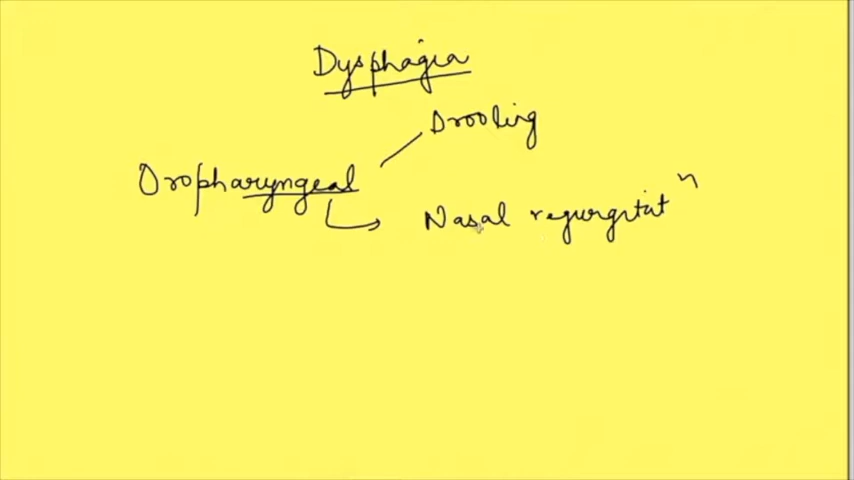 Dysphagia
Drooling
Oropharyngeal
Nasal regurgitatⁿ